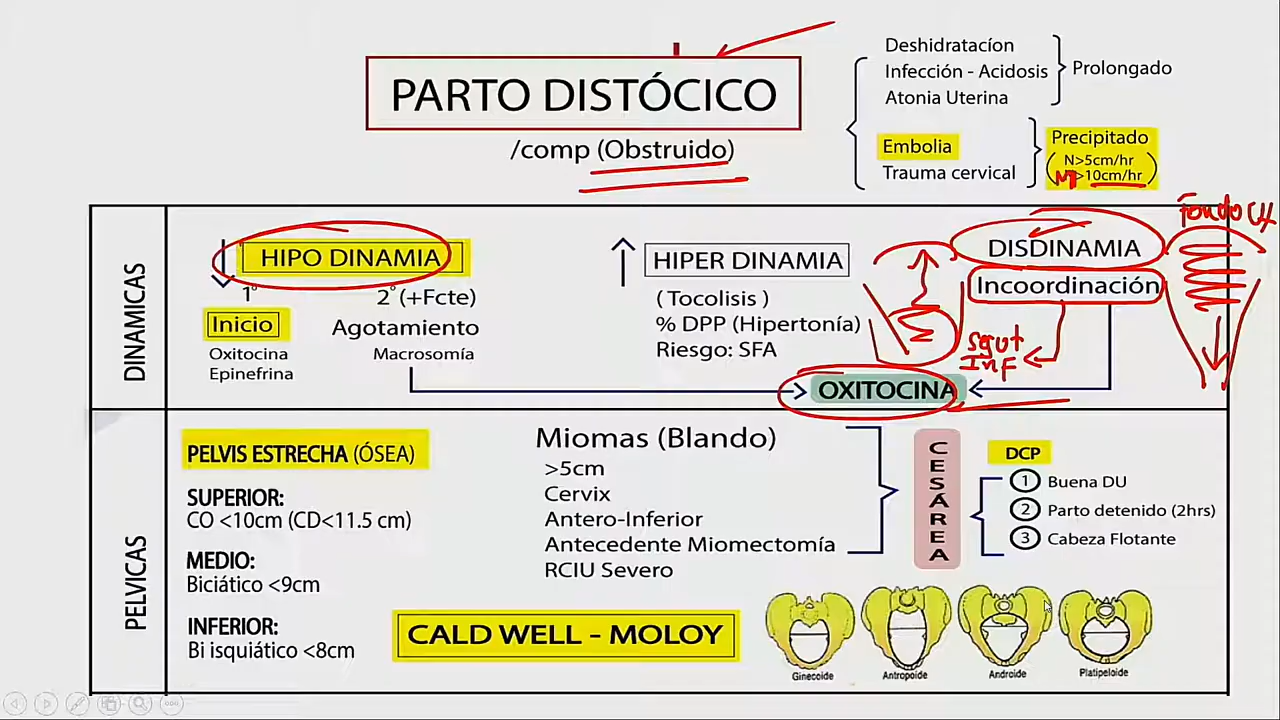 PARTO DISTÓCICO
/comp (Obstruido)
Deshidratacíon
Infección - Acidosis
Atonia Uterina
Prolongado
Embolia
Trauma cervical
Precipitado
N>5cm/hr
M>10cm/hr
DINAMICAS
HIPO DINAMIA
1°
2° (+Fcte)
Inicio
Agotamiento
Oxitocina
Epinefrina
Macrosomía
HIPER DINAMIA
(Tocolisis )
% DPP (Hipertonía)
Riesgo: SFA
DISDINAMIA
Incoordinación
segut
INF
OXITOCINA
PELVICAS
PELVIS ESTRECHA (ÓSEA)
SUPERIOR:
CO <10cm (CD<11.5 cm)
MEDIO:
Biciático <9cm
INFERIOR:
Bi isquiático <8cm
Miomas (Blando)
>5cm
Cervix
Antero-Inferior
Antecedente Miomectomía
RCIU Severo
CESÁREA
DCP
1 Buena DU
2 Parto detenido (2hrs)
3 Cabeza Flotante
CALD WELL - MOLOY
Ginecoide
Antropoide
Androide
Platipeloide